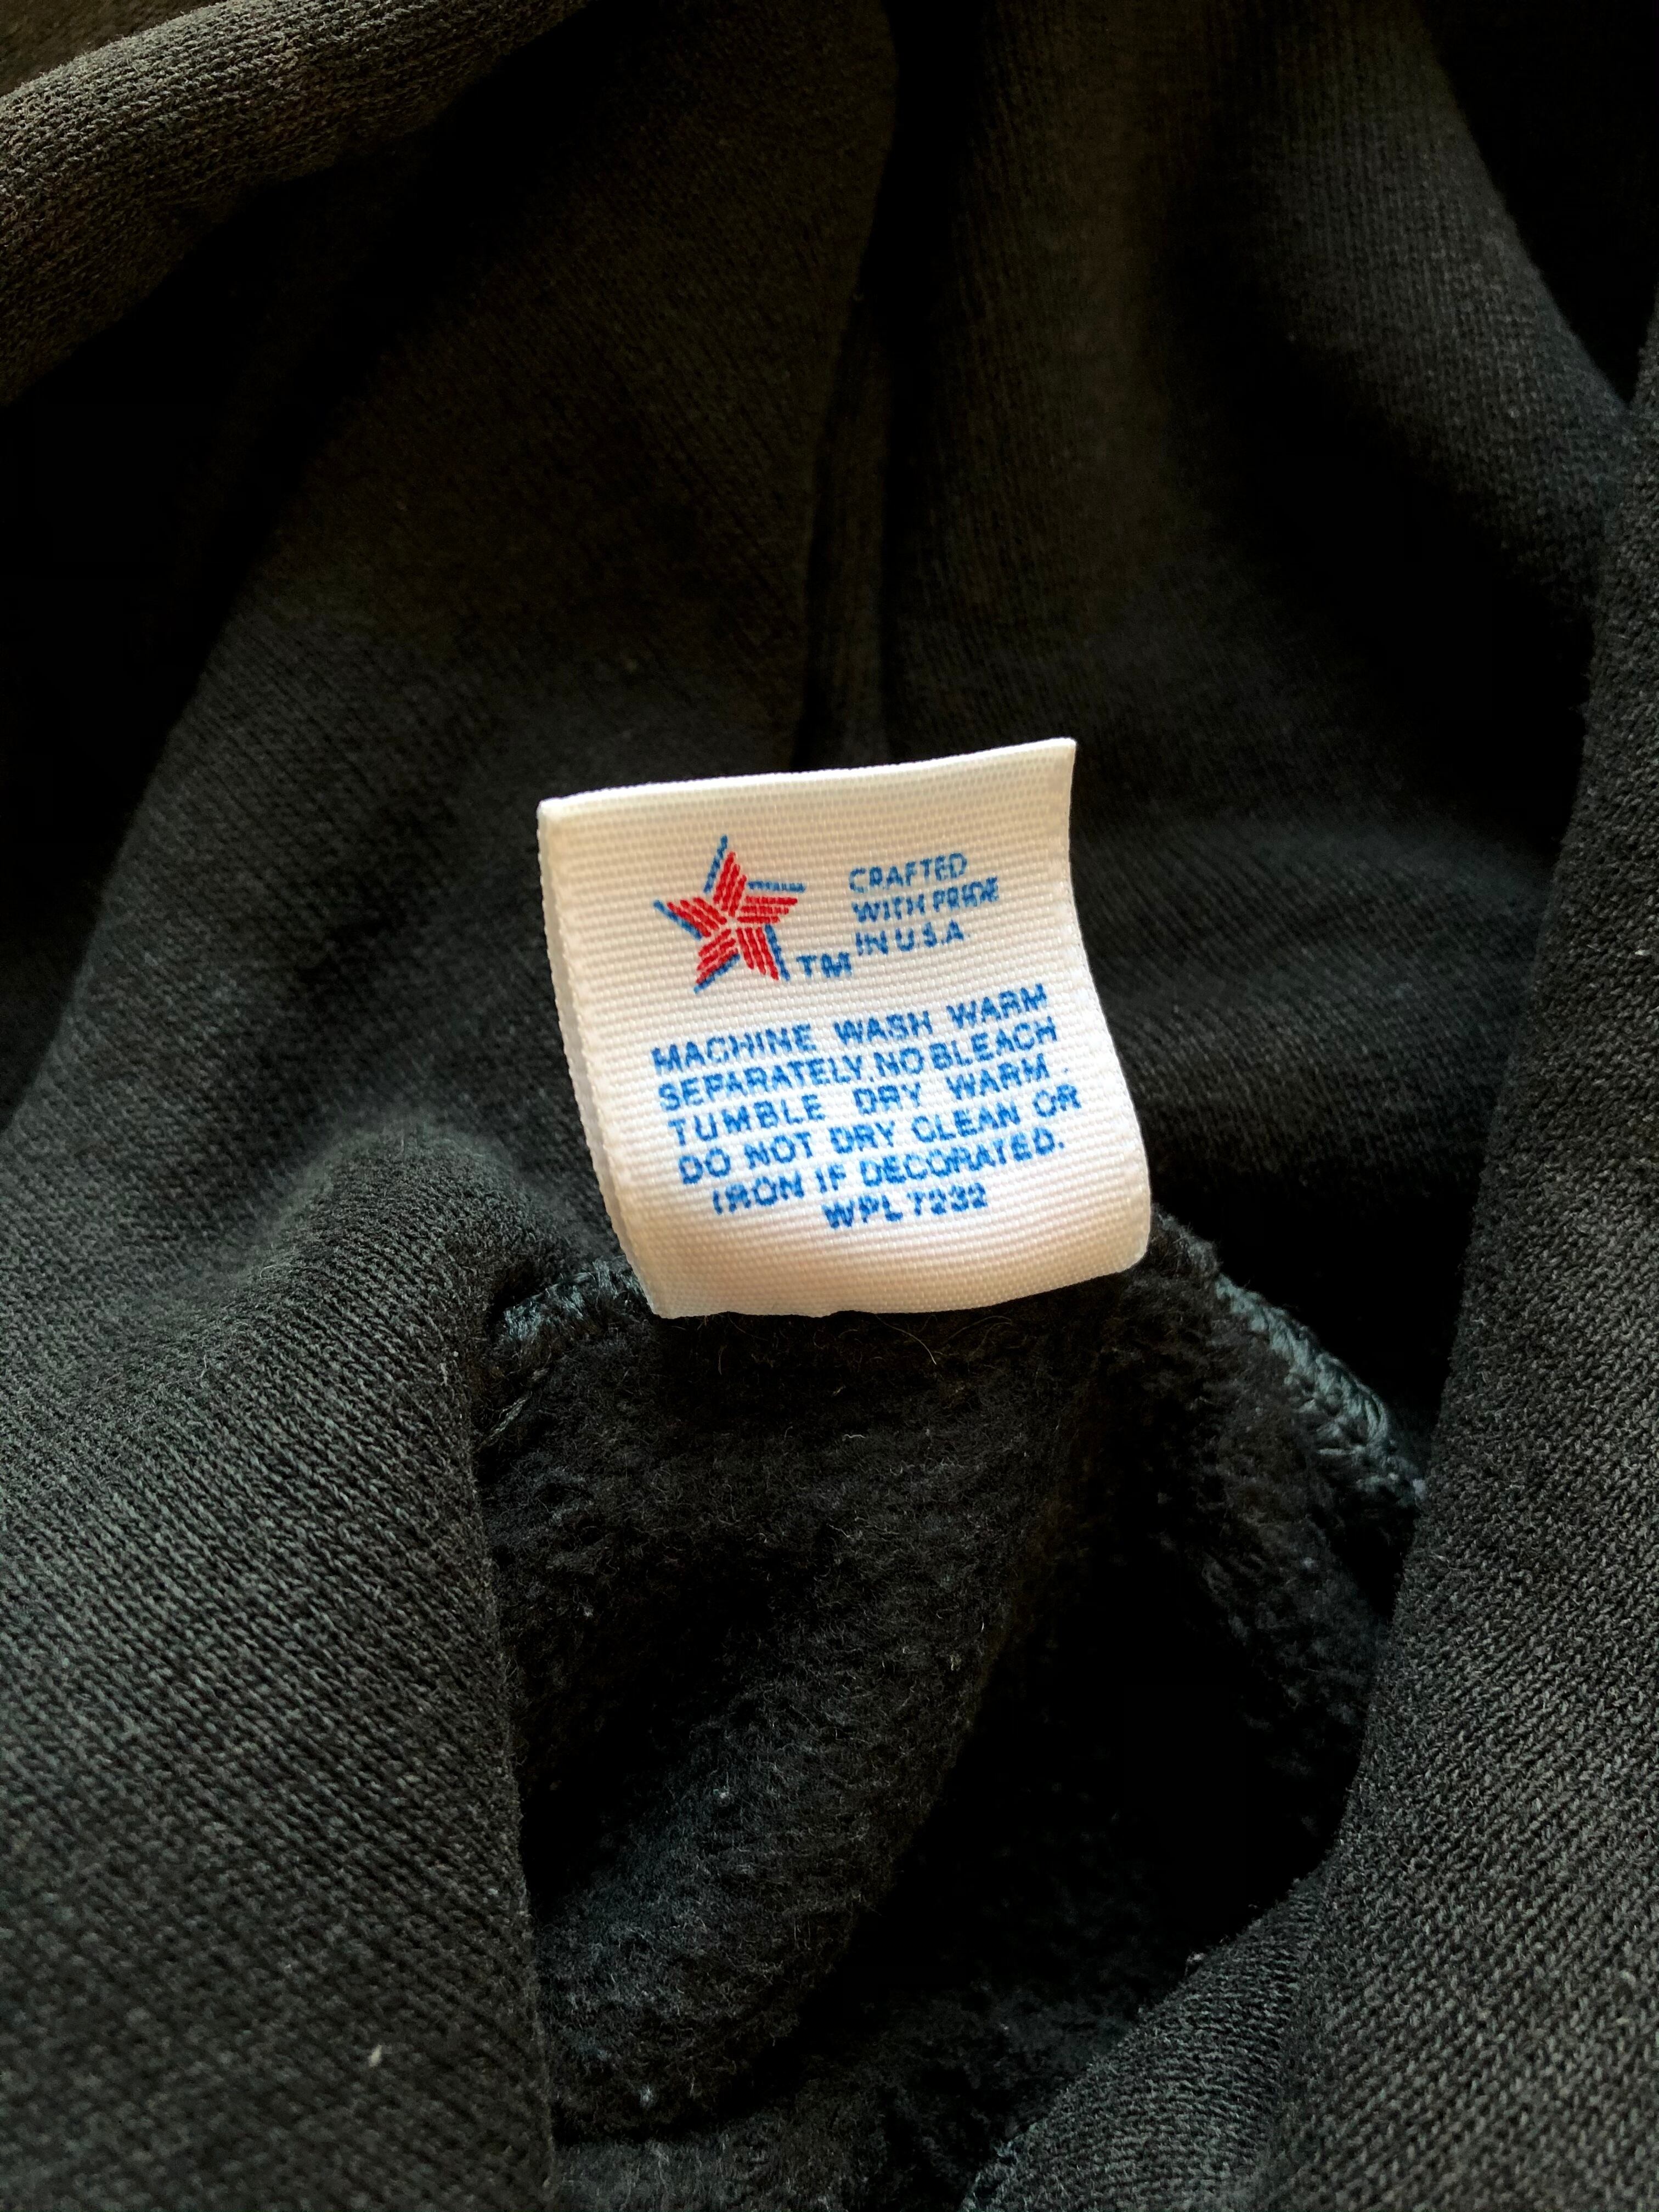 CRAFTED
WITH PRIDE
IN U.S.A
TM
MACHINE WASH WARM
SEPARATELY, NO BLEACH
TUMBLE DRY WARM.
DO NOT DRY CLEAN OR
IRON IF DECORATED.
WPL 7232